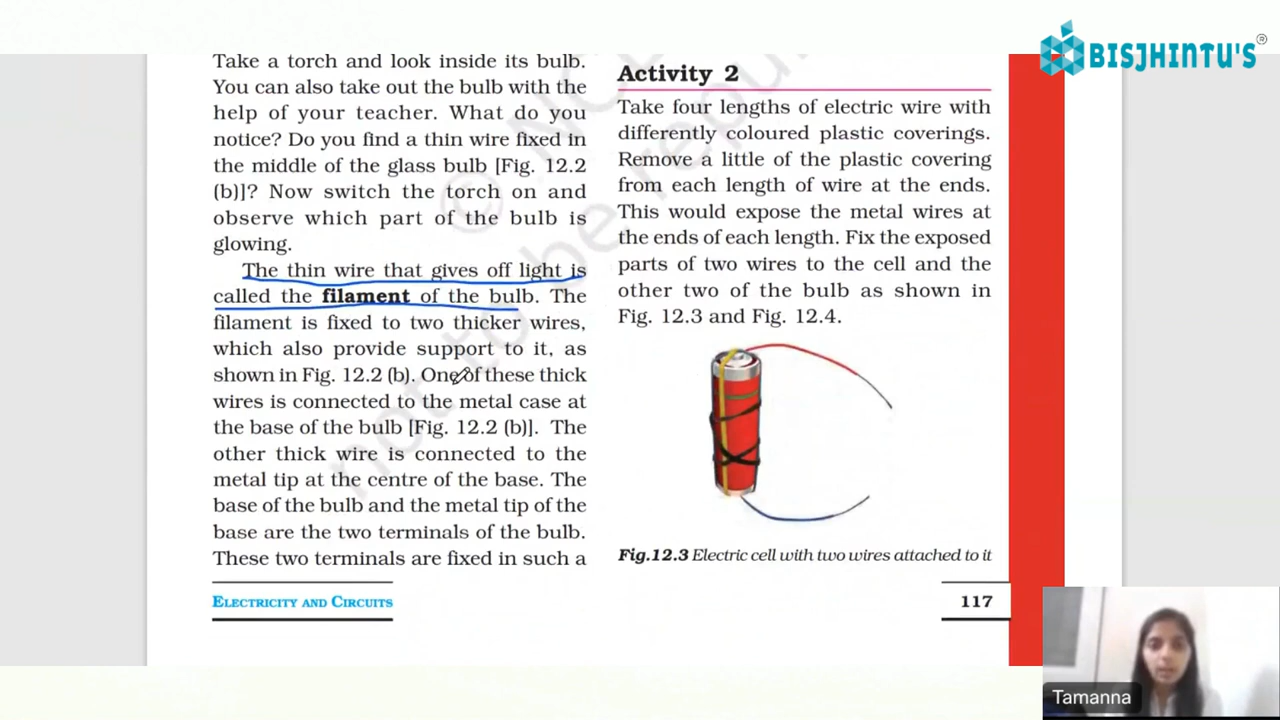 BISJHINTU'S®
Take a torch and look inside its bulb.
You can also take out the bulb with the
help of your teacher. What do you
notice? Do you find a thin wire fixed in
the middle of the glass bulb [Fig. 12.2
(b)]? Now switch the torch on and
observe which part of the bulb is
glowing.
The thin wire that gives off light is
called the filament of the bulb. The
filament is fixed to two thicker wires,
which also provide support to it, as
shown in Fig. 12.2 (b). One of these thick
wires is connected to the metal case at
the base of the bulb [Fig. 12.2 (b)]. The
other thick wire is connected to the
metal tip at the centre of the base. The
base of the bulb and the metal tip of the
base are the two terminals of the bulb.
These two terminals are fixed in such a
Activity 2
Take four lengths of electric wire with
differently coloured plastic coverings.
Remove a little of the plastic covering
from each length of wire at the ends.
This would expose the metal wires at
the ends of each length. Fix the exposed
parts of two wires to the cell and the
other two of the bulb as shown in
Fig. 12.3 and Fig. 12.4.
Fig.12.3 Electric cell with two wires attached to it
ELECTRICITY AND CIRCUITS
117
not to be repu
© NC
Tamanna